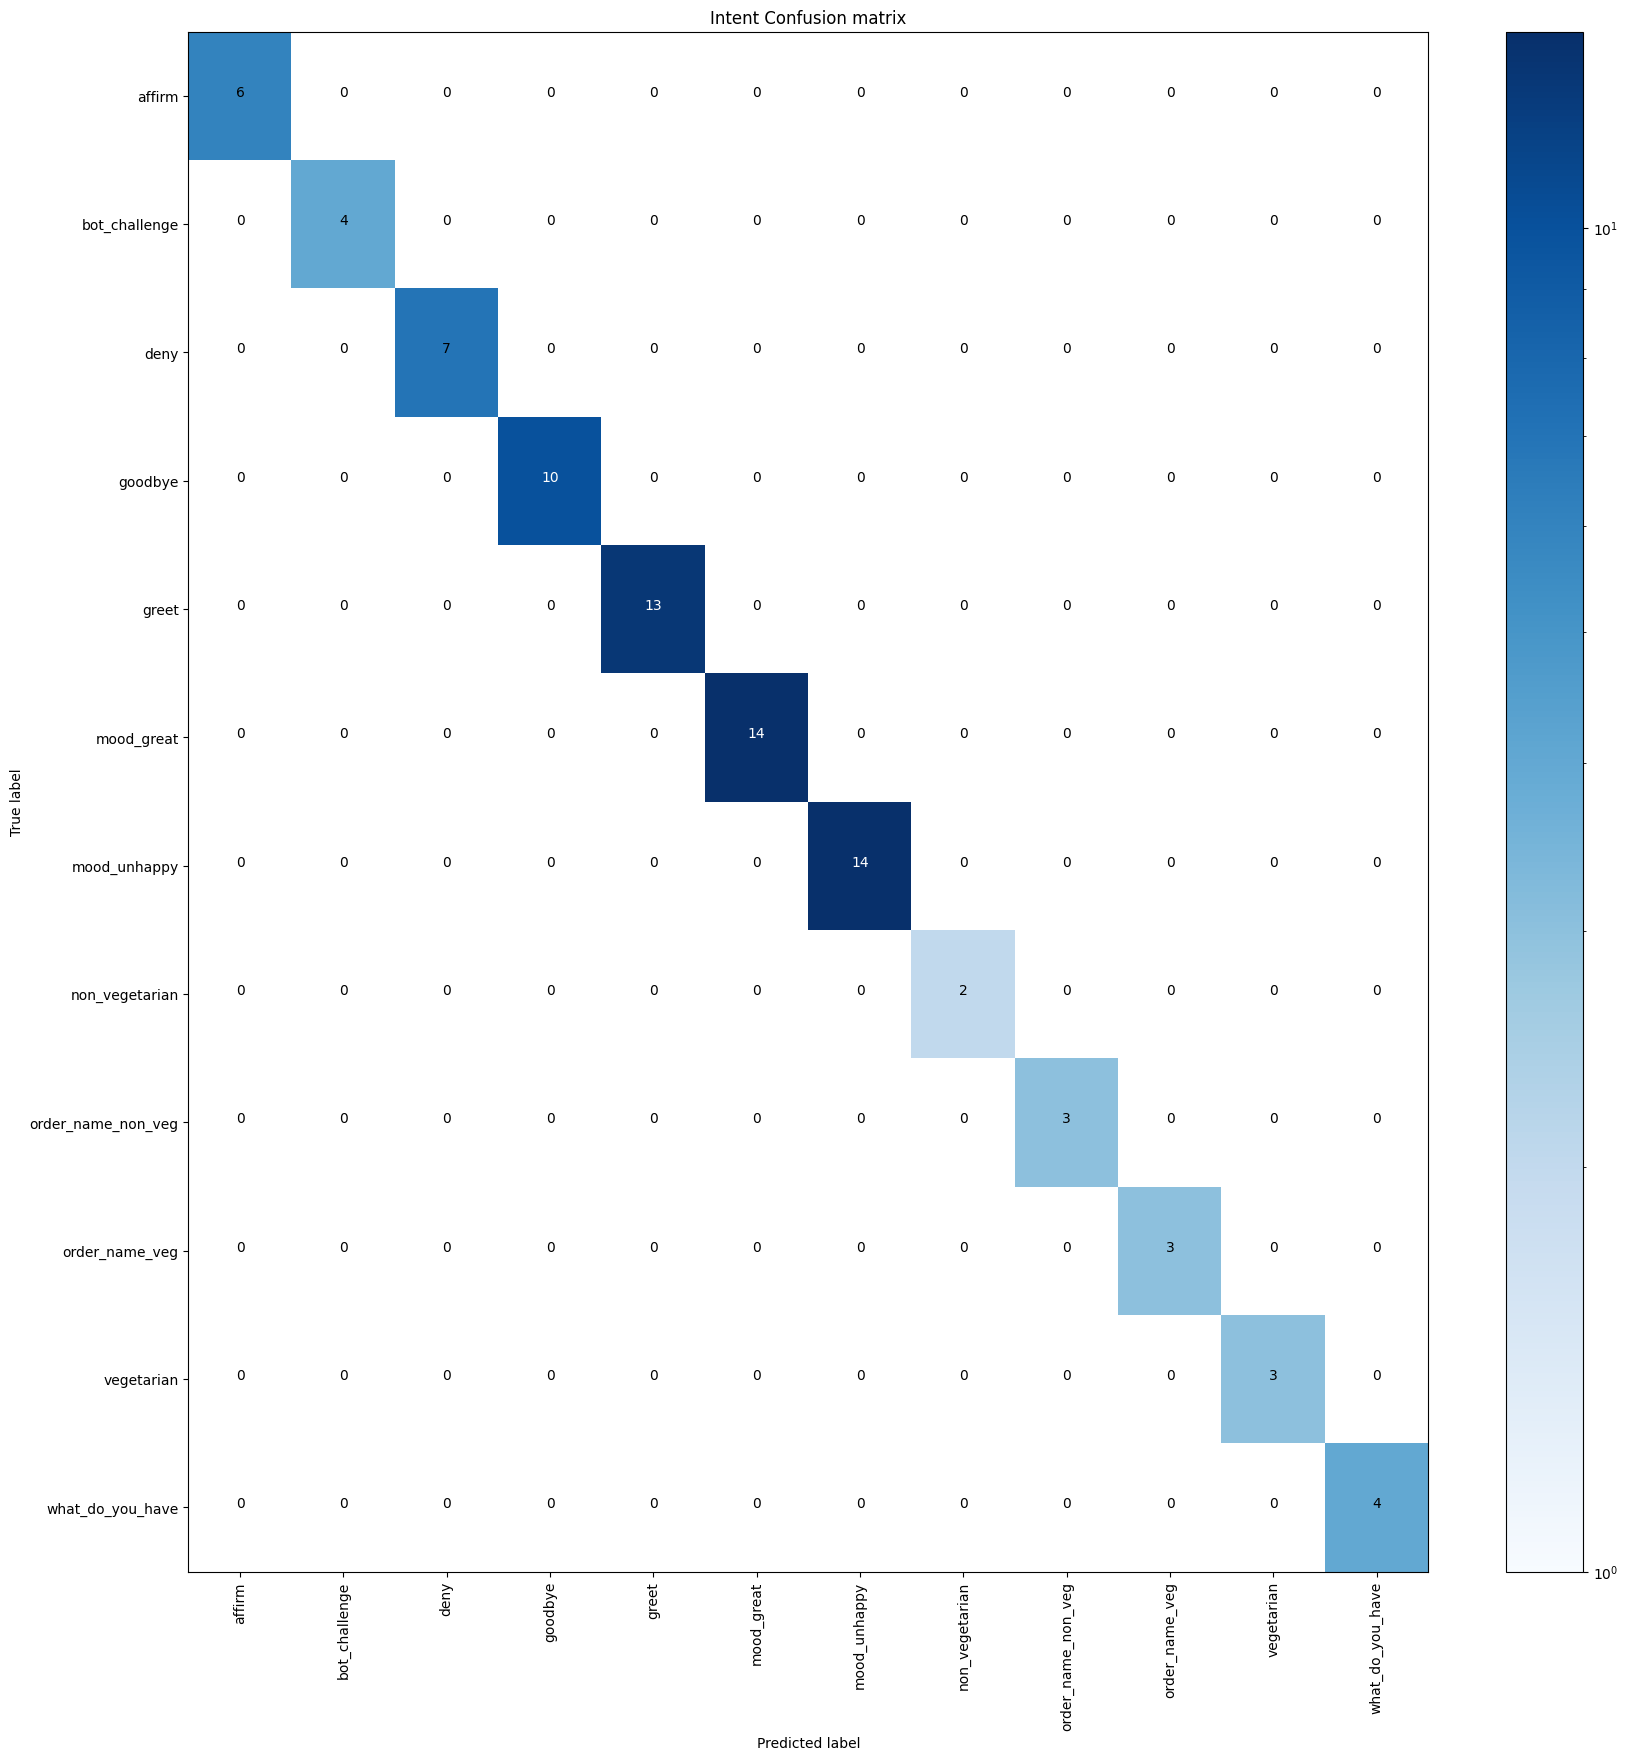 Intent Confusion matrix
affirm 6 0 0 0 0 0 0 0 0 0 0 0
bot_challenge 0 4 0 0 0 0 0 0 0 0 0 0
deny 0 0 7 0 0 0 0 0 0 0 0 0
goodbye 0 0 0 10 0 0 0 0 0 0 0 0
greet 0 0 0 0 13 0 0 0 0 0 0 0
mood_great 0 0 0 0 0 14 0 0 0 0 0 0
mood_unhappy 0 0 0 0 0 0 14 0 0 0 0 0
non_vegetarian 0 0 0 0 0 0 0 2 0 0 0 0
order_name_non_veg 0 0 0 0 0 0 0 0 3 0 0 0
order_name_veg 0 0 0 0 0 0 0 0 0 3 0 0
vegetarian 0 0 0 0 0 0 0 0 0 0 3 0
what_do_you_have 0 0 0 0 0 0 0 0 0 0 0 4
True label
affirm
bot_challenge
deny
goodbye
greet
mood_great
mood_unhappy
non_vegetarian
order_name_non_veg
order_name_veg
vegetarian
what_do_you_have
Predicted label
10¹
10⁰